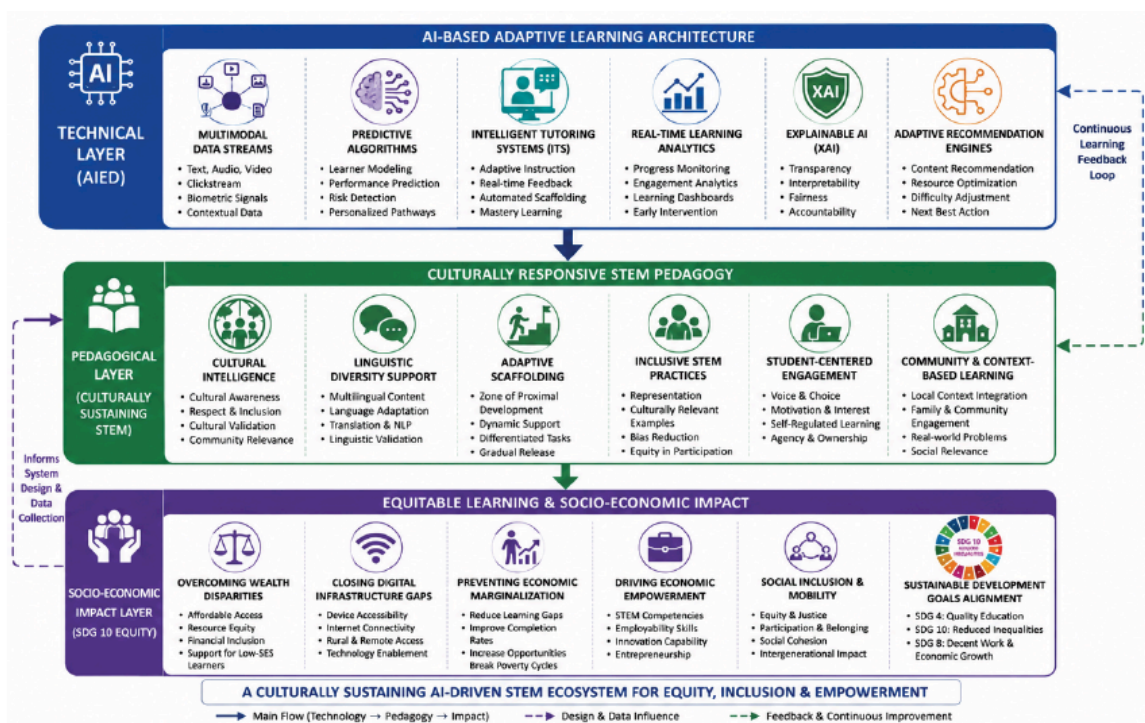 AI-BASED ADAPTIVE LEARNING ARCHITECTURE
AI
TECHNICAL
LAYER
(AIED)
MULTIMODAL
DATA STREAMS
• Text, Audio, Video
• Clickstream
• Biometric Signals
• Contextual Data
PREDICTIVE
ALGORITHMS
• Learner Modeling
• Performance Prediction
• Risk Detection
• Personalized Pathways
INTELLIGENT TUTORING
SYSTEMS (ITS)
• Adaptive Instruction
• Real-time Feedback
• Automated Scaffolding
• Mastery Learning
REAL-TIME LEARNING
ANALYTICS
• Progress Monitoring
• Engagement Analytics
• Learning Dashboards
• Early Intervention
XAI
EXPLAINABLE AI
(XAI)
• Transparency
• Interpretability
• Fairness
• Accountability
ADAPTIVE RECOMMENDATION
ENGINES
• Content Recommendation
• Resource Optimization
• Difficulty Adjustment
• Next Best Action
Continuous
Learning
Feedback
Loop
CULTURALLY RESPONSIVE STEM PEDAGOGY
PEDAGOGICAL
LAYER
(CULTURALLY
SUSTAINING
STEM)
CULTURAL
INTELLIGENCE
• Cultural Awareness
• Respect & Inclusion
• Cultural Validation
• Community Relevance
LINGUISTIC
DIVERSITY SUPPORT
• Multilingual Content
• Language Adaptation
• Translation & NLP
• Linguistic Validation
ADAPTIVE
SCAFFOLDING
• Zone of Proximal
Development
• Dynamic Support
• Differentiated Tasks
• Gradual Release
INCLUSIVE STEM
PRACTICES
• Representation
• Culturally Relevant
Examples
• Bias Reduction
• Equity in Participation
STUDENT-CENTERED
ENGAGEMENT
• Voice & Choice
• Motivation & Interest
• Self-Regulated Learning
• Agency & Ownership
COMMUNITY & CONTEXT-
BASED LEARNING
• Local Context Integration
• Family & Community
Engagement
• Real-world Problems
• Social Relevance
Informs
System
Design &
Data
Collection
EQUITABLE LEARNING & SOCIO-ECONOMIC IMPACT
SOCIO-ECONOMIC
IMPACT LAYER
(SDG 10 EQUITY)
OVERCOMING WEALTH
DISPARITIES
• Affordable Access
• Resource Equity
• Financial Inclusion
• Support for Low-SES
Learners
CLOSING DIGITAL
INFRASTRUCTURE GAPS
• Device Accessibility
• Internet Connectivity
• Rural & Remote Access
• Technology Enablement
PREVENTING ECONOMIC
MARGINALIZATION
• Reduce Learning Gaps
• Improve Completion
Rates
• Increase Opportunities
Break Poverty Cycles
DRIVING ECONOMIC
EMPOWERMENT
• STEM Competencies
• Employability Skills
• Innovation Capability
• Entrepreneurship
SOCIAL INCLUSION &
MOBILITY
• Equity & Justice
• Participation & Belonging
• Social Cohesion
• Intergenerational Impact
SDG 10
SUSTAINABLE DEVELOPMENT
GOALS ALIGNMENT
• SDG 4: Quality Education
• SDG 10: Reduced Inequalities
• SDG 8: Decent Work &
Economic Growth
A CULTURALLY SUSTAINING AI-DRIVEN STEM ECOSYSTEM FOR EQUITY, INCLUSION & EMPOWERMENT
Main Flow (Technology → Pedagogy → Impact)
Design & Data Influence
Feedback & Continuous Improvement